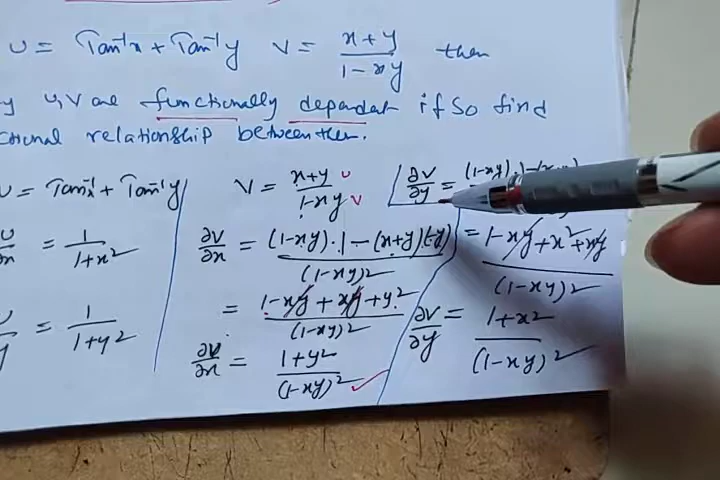 U = Tan⁻¹x + Tan⁻¹y V = x+y / 1-xy then
y u,v are functionally dependent if so find
ctional relationship between them.
U = Tan⁻¹x + Tan⁻¹y
U/∂x = 1 / 1+x²
U/y = 1 / 1+y²
V = x+y / 1-xy U V
∂V/∂x = (1-xy).1-(x+y)(-y) / (1-xy)²
= 1-xy+xy+y² / (1-xy)²
∂V/∂x = 1+y² / (1-xy)²
∂V/∂y = (1-xy)
= 1-xy+x²+xy / (1-xy)²
∂V/∂y = 1+x² / (1-xy)²